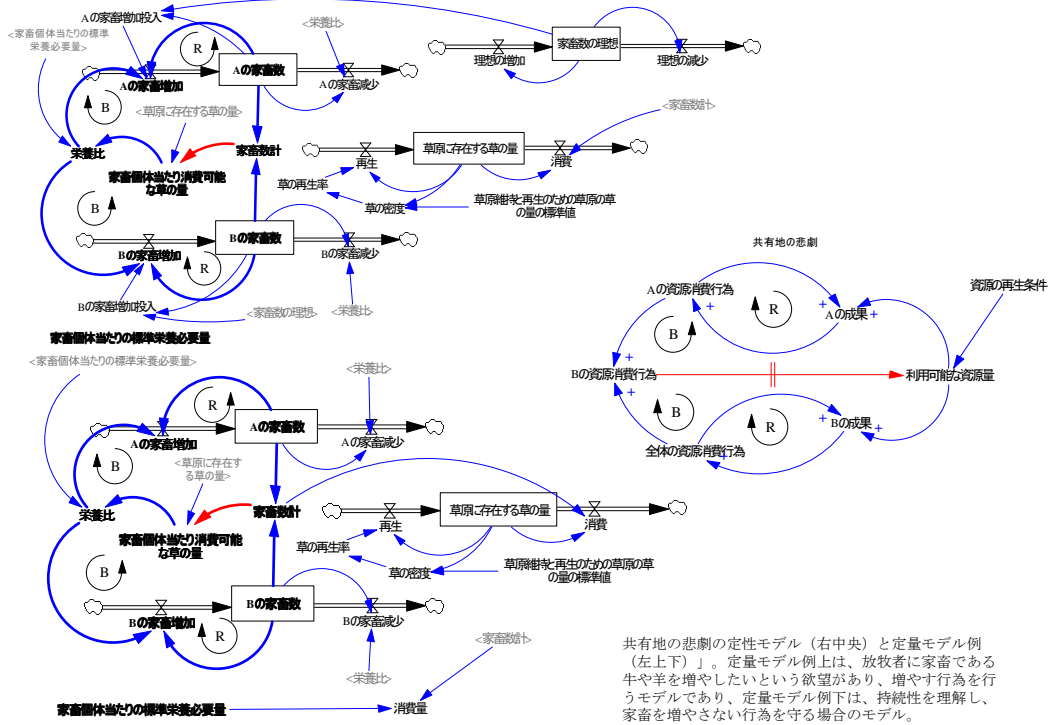 Aの家畜増加投入
<家畜個体当たりの標準
栄養必要量>
<栄養比>
R
Aの家畜数
家畜数の理想
理想の増加
理想の減少
Aの家畜増加
Aの家畜減少
B
<草原に存在する草の量>
<家畜数計>
栄養比
家畜数計
草原に存在する草の量
再生
消費
家畜個体当たり消費可能
な草の量
草の再生率
草の密度
草原維持と再生のための草原の草
の量の標準値
B
Bの家畜数
Bの家畜増加
R
Bの家畜減少
Bの家畜増加投入
<家畜数の理想>
<栄養比>
家畜個体当たりの標準栄養必要量
共有地の悲劇
Aの資源消費行為
+
R
+
Aの成果
+
資源の再生条件
B
+
Bの資源消費行為
利用可能な資源量
+
B
R
+
Bの成果
+
全体の資源消費行為
+
<家畜個体当たりの標準栄養必要量>
<栄養比>
R
Aの家畜数
Aの家畜増加
Aの家畜減少
B
<草原に存在す
る草の量>
栄養比
家畜数計
草原に存在する草の量
再生
消費
家畜個体当たり消費可能
な草の量
草の再生率
草の密度
草原維持と再生のための草原の草
の量の標準値
B
Bの家畜数
Bの家畜増加
R
Bの家畜減少
<栄養比>
<家畜数計>
家畜個体当たりの標準栄養必要量
消費量
共有地の悲劇の定性モデル（右中央）と定量モデル例
（左上下）」。定量モデル例上は、放牧者に家畜である
牛や羊を増やしたいという欲望があり、増やす行為を行
うモデルであり、定量モデル例下は、持続性を理解し、
家畜を増やさない行為を守る場合のモデル。